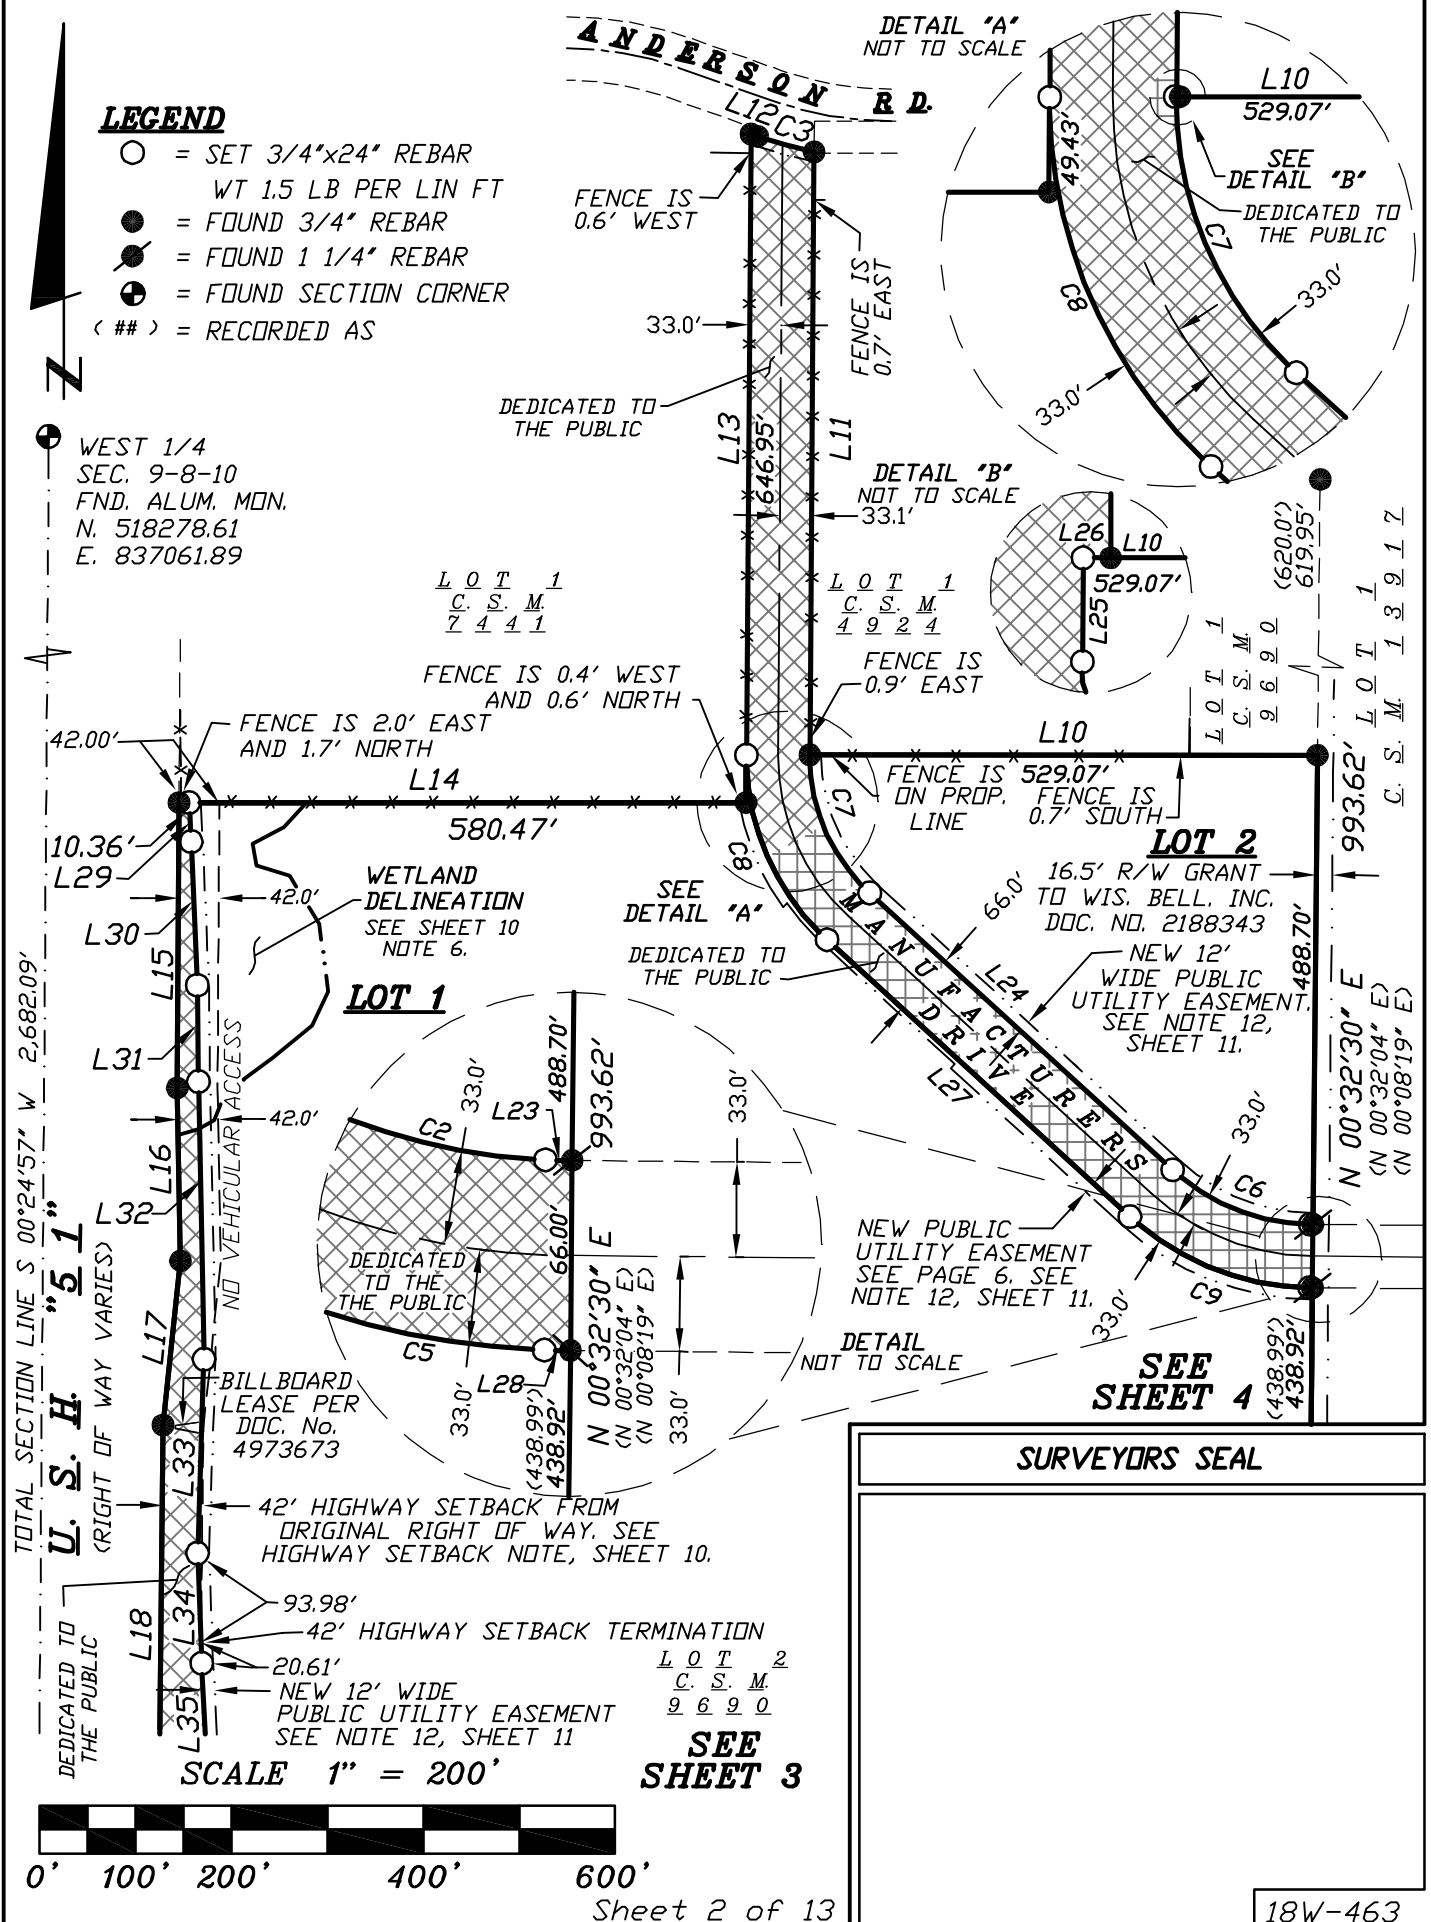 ANDERSON RD.
DETAIL "A"
NOT TO SCALE
L10
529.07'
49.43'
SEE
DETAIL "B"
DEDICATED TO
THE PUBLIC
C7
C8
33.0'
33.0'
LEGEND
= SET 3/4"x24" REBAR
WT 1.5 LB PER LIN FT
= FOUND 3/4" REBAR
= FOUND 1 1/4" REBAR
= FOUND SECTION CORNER
( ## ) = RECORDED AS
N
WEST 1/4
SEC. 9-8-10
FND. ALUM. MON.
N. 518278.61
E. 837061.89
L12
C3
FENCE IS
0.6' WEST
FENCE IS
0.7' EAST
33.0'
DEDICATED TO
THE PUBLIC
L13
646.95'
L11
33.1'
DETAIL "B"
NOT TO SCALE
L26
L10
529.07'
L25
(620.0')
619.95'
LOT 1
C. S. M.
7441
LOT 1
C. S. M.
4924
LOT 1
C. S. M.
9690
LOT 1
C. S. M. 13917
FENCE IS 0.4' WEST
AND 0.6' NORTH
FENCE IS
0.9' EAST
42.00'
FENCE IS 2.0' EAST
AND 1.7' NORTH
L14
580.47'
L10
529.07'
FENCE IS
ON PROP.
LINE
FENCE IS
0.7' SOUTH
993.62'
LOT 2
16.5' R/W GRANT
TO WIS. BELL. INC.
DOC. NO. 2188343
NEW 12'
WIDE PUBLIC
UTILITY EASEMENT.
SEE NOTE 12,
SHEET 11.
488.70'
N 00°32'30" E
(N 00°32'04" E)
(N 00°08'19" E)
10.36'
L29
42.0'
L30
L15
WETLAND
DELINEATION
SEE SHEET 10
NOTE 6.
LOT 1
SEE
DETAIL "A"
DEDICATED TO
THE PUBLIC
C7
C8
66.0'
L24
MANUFACTURERS
DRIVE
L27
L31
42.0'
L16
L32
NO VEHICULAR ACCESS
TOTAL SECTION LINE S 00°24'57" W 2,682.09'
U. S. H. "51"
(RIGHT OF WAY VARIES)
L17
C2
33.0'
L23
488.70'
993.62'
33.0'
66.00'
DEDICATED
TO THE
THE PUBLIC
C5
33.0'
L28
(438.99')
438.92'
N 00°32'30" E
(N 00°32'04" E)
(N 00°08'19" E)
33.0'
DETAIL
NOT TO SCALE
NEW PUBLIC
UTILITY EASEMENT
SEE PAGE 6. SEE
NOTE 12, SHEET 11.
33.0'
C6
C9
33.0'
(438.99')
438.92'
SEE
SHEET 4
BILLBOARD
LEASE PER
DOC. No.
4973673
L33
42' HIGHWAY SETBACK FROM
ORIGINAL RIGHT OF WAY. SEE
HIGHWAY SETBACK NOTE, SHEET 10.
93.98'
42' HIGHWAY SETBACK TERMINATION
L34
L18
20.61'
NEW 12' WIDE
PUBLIC UTILITY EASEMENT
SEE NOTE 12, SHEET 11
L35
DEDICATED TO
THE PUBLIC
LOT 2
C. S. M.
9690
SEE
SHEET 3
SURVEYORS SEAL
SCALE 1" = 200'
0' 100' 200' 400' 600'
Sheet 2 of 13
18W-463